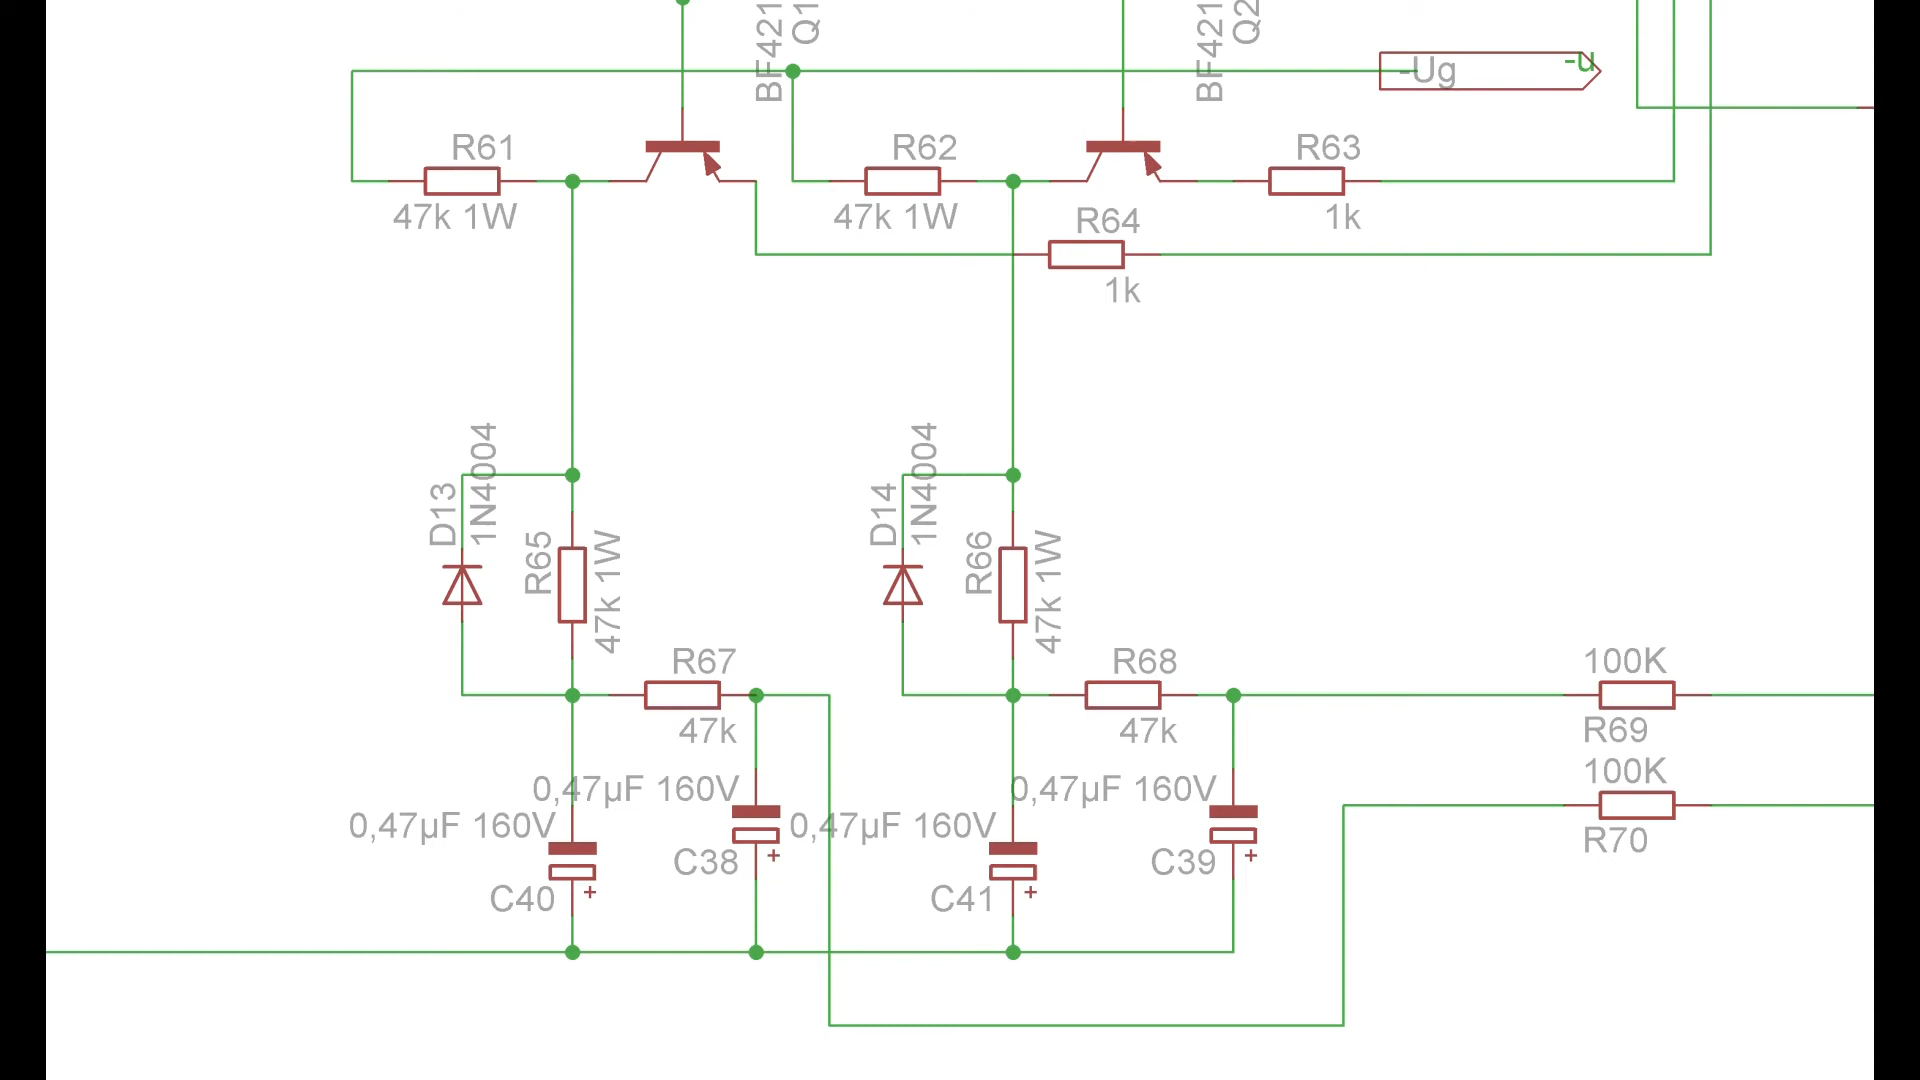 BF421
Q1
BF421
Q2
-Ug
-U
R61
47k 1W
R62
47k 1W
R63
1k
R64
1k
D13
1N4004
R65
47k 1W
D14
1N4004
R66
47k 1W
R67
47k
R68
47k
100K
R69
100K
R70
0,47µF 160V
C40
0,47µF 160V
C38
0,47µF 160V
C41
0,47µF 160V
C39